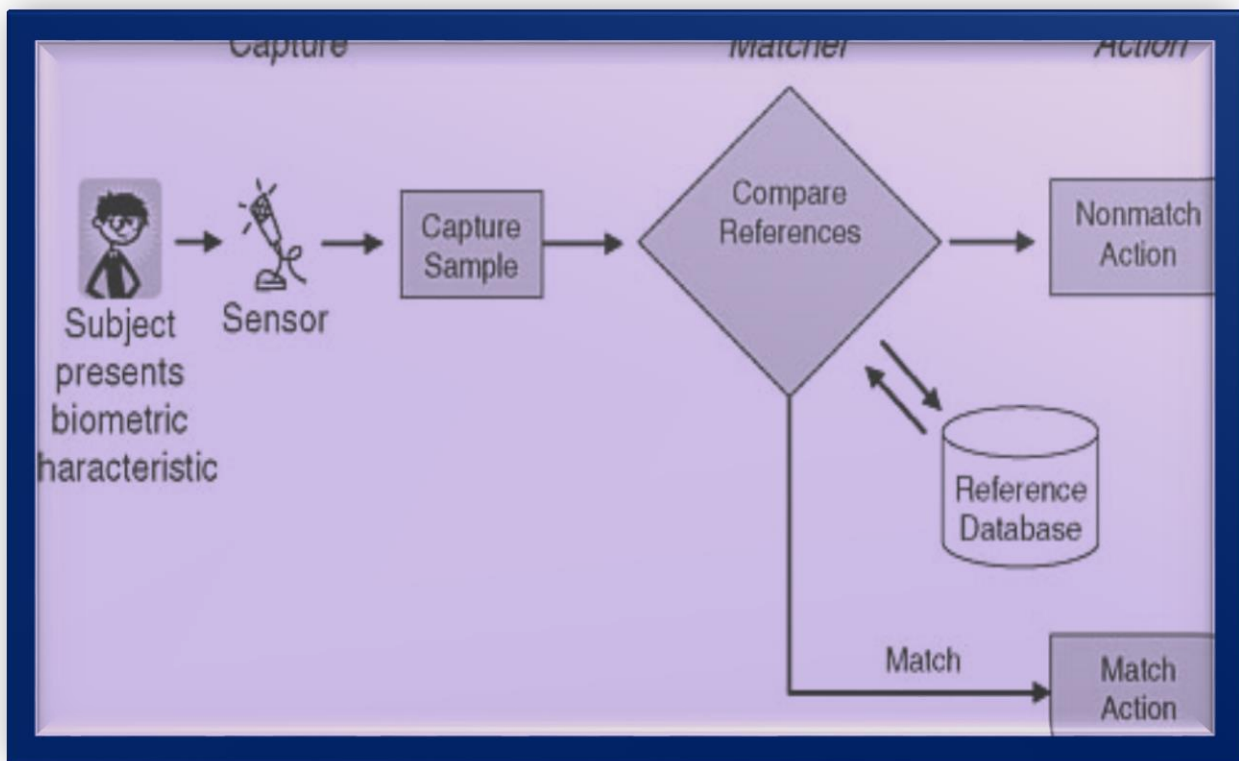 Capture
Matcher
Action
Subject
presents
biometric
haracteristic
Sensor
Capture
Sample
Compare
References
Nonmatch
Action
Reference
Database
Match
Match
Action